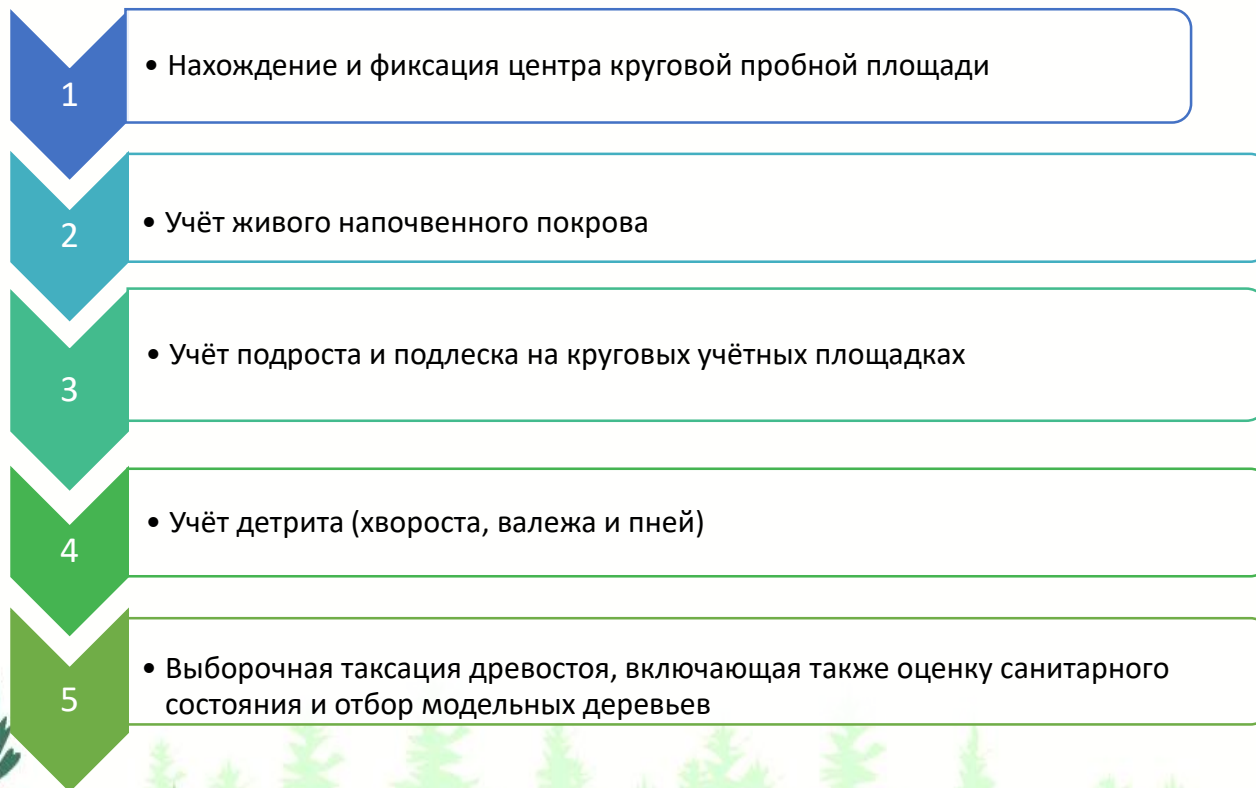 1
• Нахождение и фиксация центра круговой пробной площади
2
• Учёт живого напочвенного покрова
3
• Учёт подроста и подлеска на круговых учётных площадках
4
• Учёт детрита (хвороста, валежа и пней)
5
• Выборочная таксация древостоя, включающая также оценку санитарного
состояния и отбор модельных деревьев